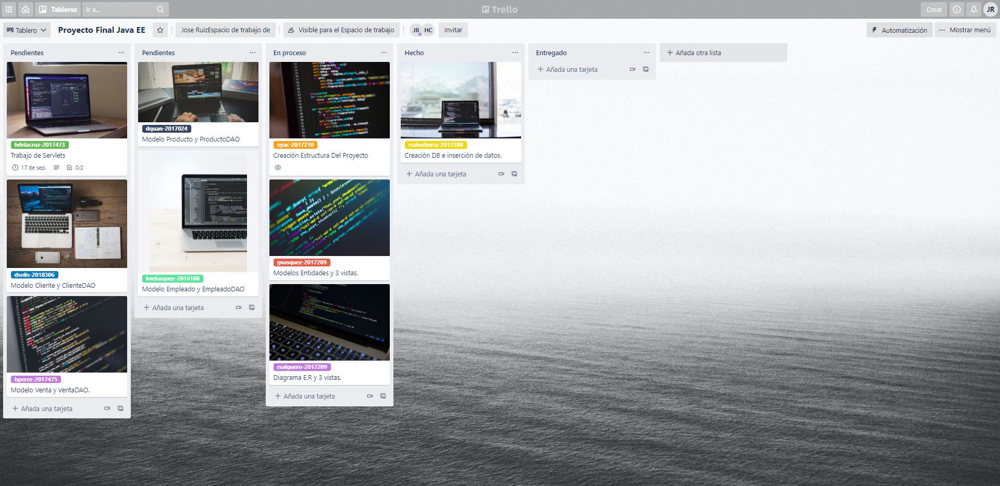 Tableros
Ir a...
Trello
Crear
JR
Tablero
Proyecto Final Java EE
Jose RuizEspacio de trabajo de
Visible para el Espacio de trabajo
JR
HC
Invitar
Automatización
Mostrar menú
Pendientes
hdelacruz-2017473
Trabajo de Servlets
17 de sep.
0/2
dsolis-2018306
Modelo Cliente y ClienteDAO
bperez-2017475
Modelo Venta y VentaDAO.
Añada una tarjeta
Pendientes
dquan-2017024
Modelo Producto y ProductoDAO
kvelasquez-2016188
Modelo Empleado y EmpleadoDAO
Añada una tarjeta
En proceso
eyac-2017210
Creación Estructura Del Proyecto
gvasquez-2017209
Modelos Entidades y 3 vistas.
rsalguero-2017209
Diagrama E.R y 3 vistas.
Añada una tarjeta
Hecho
rsalvatierra-2017288
Creación DB e inserción de datos.
Añada una tarjeta
Entregado
Añada una tarjeta
Añada otra lista